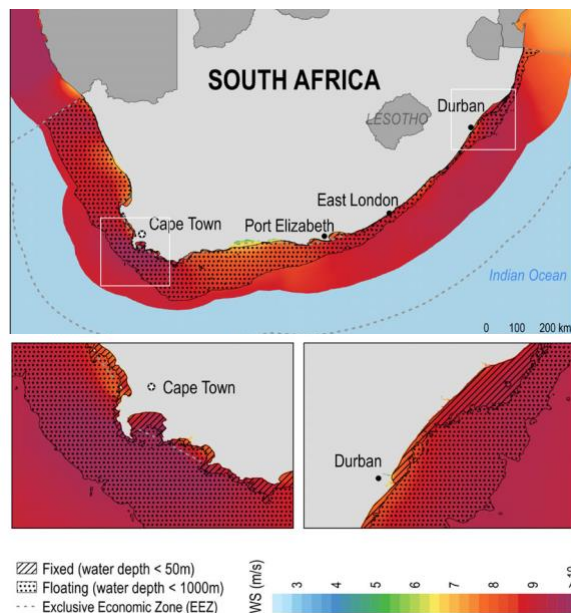 SOUTH AFRICA
LESOTHO
Durban
East London
Cape Town
Port Elizabeth
Indian Ocean
0 100 200 km
Cape Town
Durban
Fixed (water depth < 50m)
Floating (water depth < 1000m)
Exclusive Economic Zone (EEZ)
WS (m/s)
3 4 5 6 7 8 9